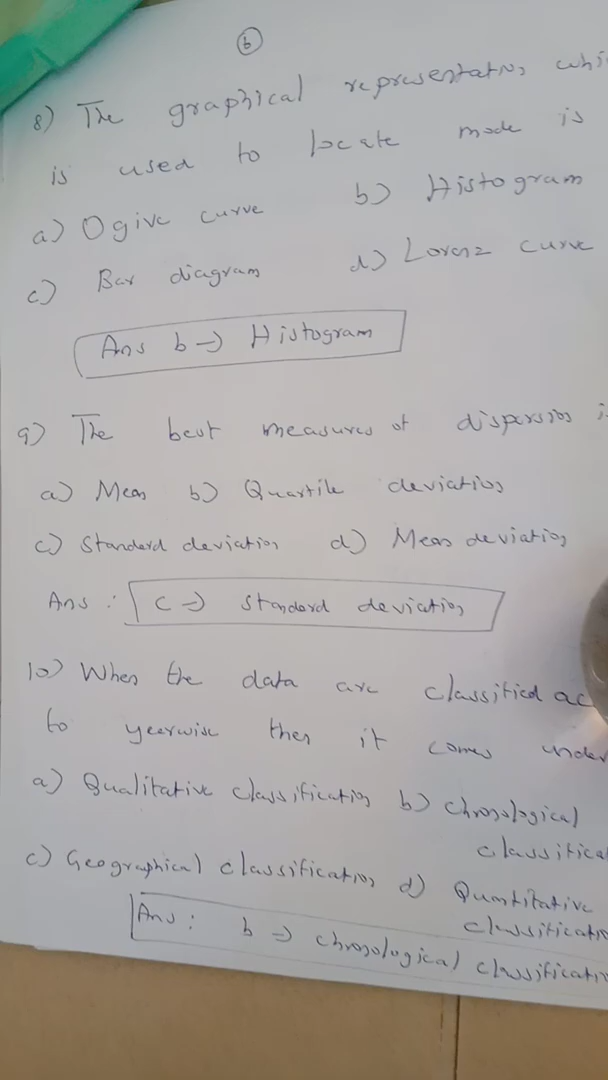 6
8) The graphical representation, whi
is used to locate mode is
a) Ogive curve b) Histogram
c) Bar diagram d) Lorenz curve
Ans b → Histogram
9) The best measures of dispersion i
a) Mean b) Quartile deviation
c) Standard deviation d) Mean deviation
Ans : c → standard deviation
10) When the data are classified ac
to yeerwise then it comes under
a) Qualitative classification b) chronological
classifica
c) Geographical classification d) Quantitative
classificatio
Ans : b → chronological classificatio